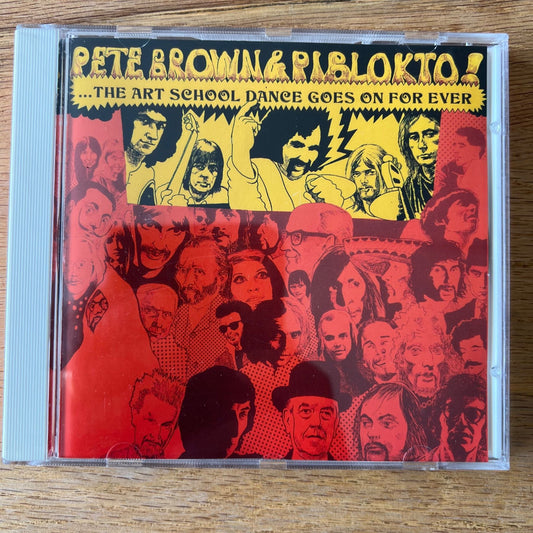 PETE BROWN & PIBLOKTO!
...THE ART SCHOOL DANCE GOES ON FOR EVER